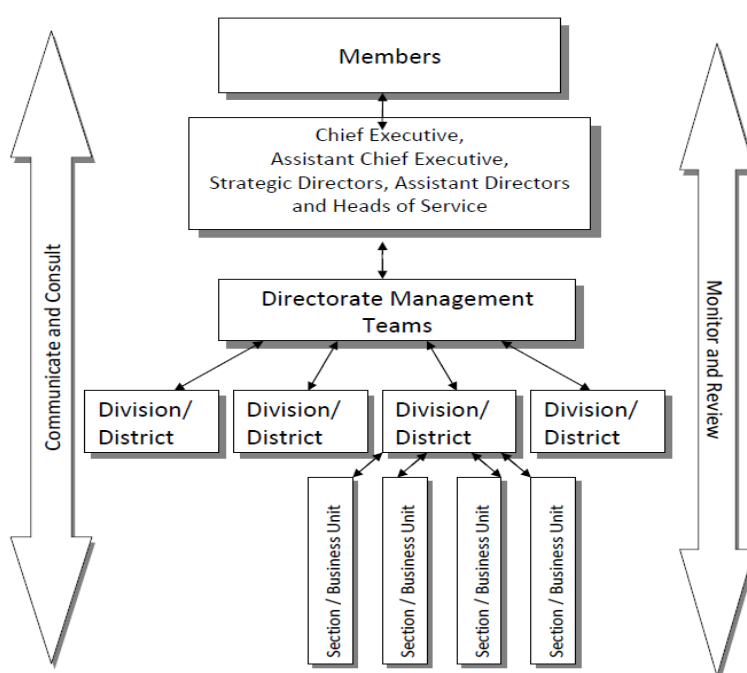 Members
Chief Executive,
Assistant Chief Executive,
Strategic Directors, Assistant Directors
and Heads of Service
Directorate Management
Teams
Division/
District
Division/
District
Division/
District
Division/
District
Section / Business Unit
Section / Business Unit
Section / Business Unit
Section / Business Unit
Communicate and Consult
Monitor and Review